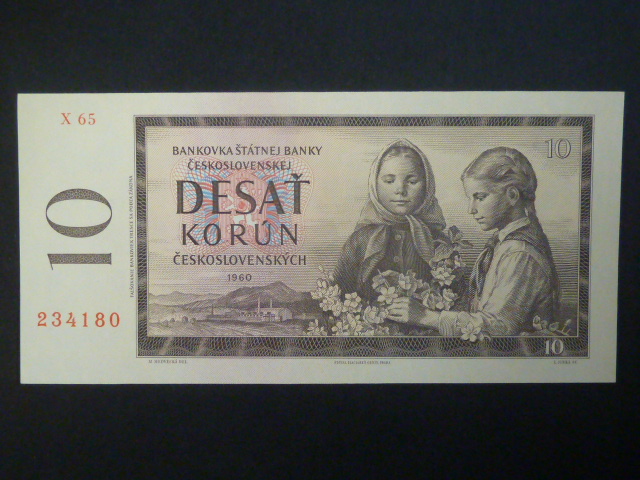 X 65
10
BANKOVKA ŠTÁTNEJ BANKY
ČESKOSLOVENSKEJ
DESAŤ
KORÚN
ČESKOSLOVENSKÝCH
1960
10
234180
10